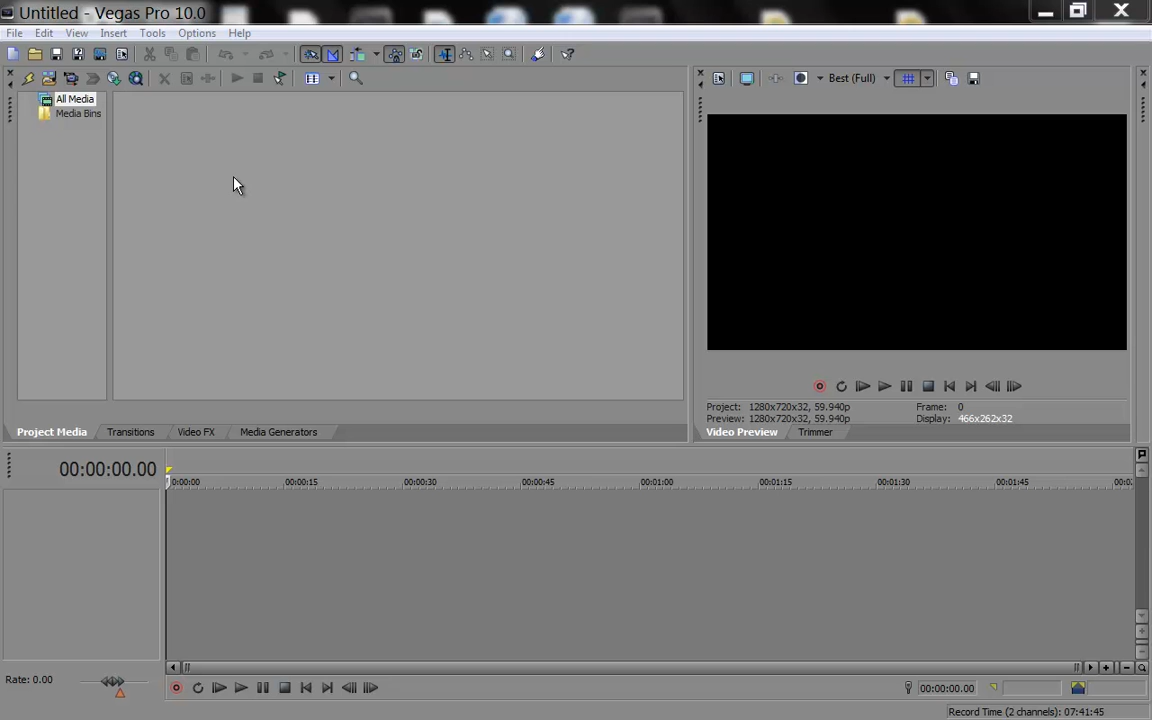 Untitled - Vegas Pro 10.0
File Edit View Insert Tools Options Help
All Media
Media Bins
Best (Full)
Project: 1280x720x32, 59.940p Frame: 0
Preview: 1280x720x32, 59.940p Display: 466x262x32
Project Media Transitions Video FX Media Generators
Video Preview Trimmer
00:00:00.00
0:00:00 00:00:15 00:00:30 00:00:45 00:01:00 00:01:15 00:01:30 00:01:45
Rate: 0.00
00:00:00.00
Record Time (2 channels): 07:41:45